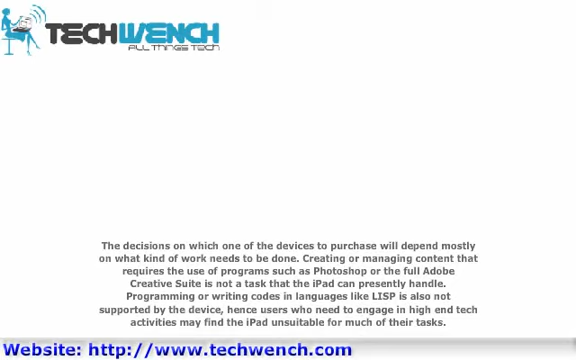 TECHWENCH
ALL THINGS TECH
The decisions on which one of the devices to purchase will depend mostly
on what kind of work needs to be done. Creating or managing content that
requires the use of programs such as Photoshop or the full Adobe
Creative Suite is not a task that the iPad can presently handle.
Programming or writing codes in languages like LISP is also not
supported by the device, hence users who need to engage in high end tech
activities may find the iPad unsuitable for much of their tasks.
Website: http://www.techwench.com